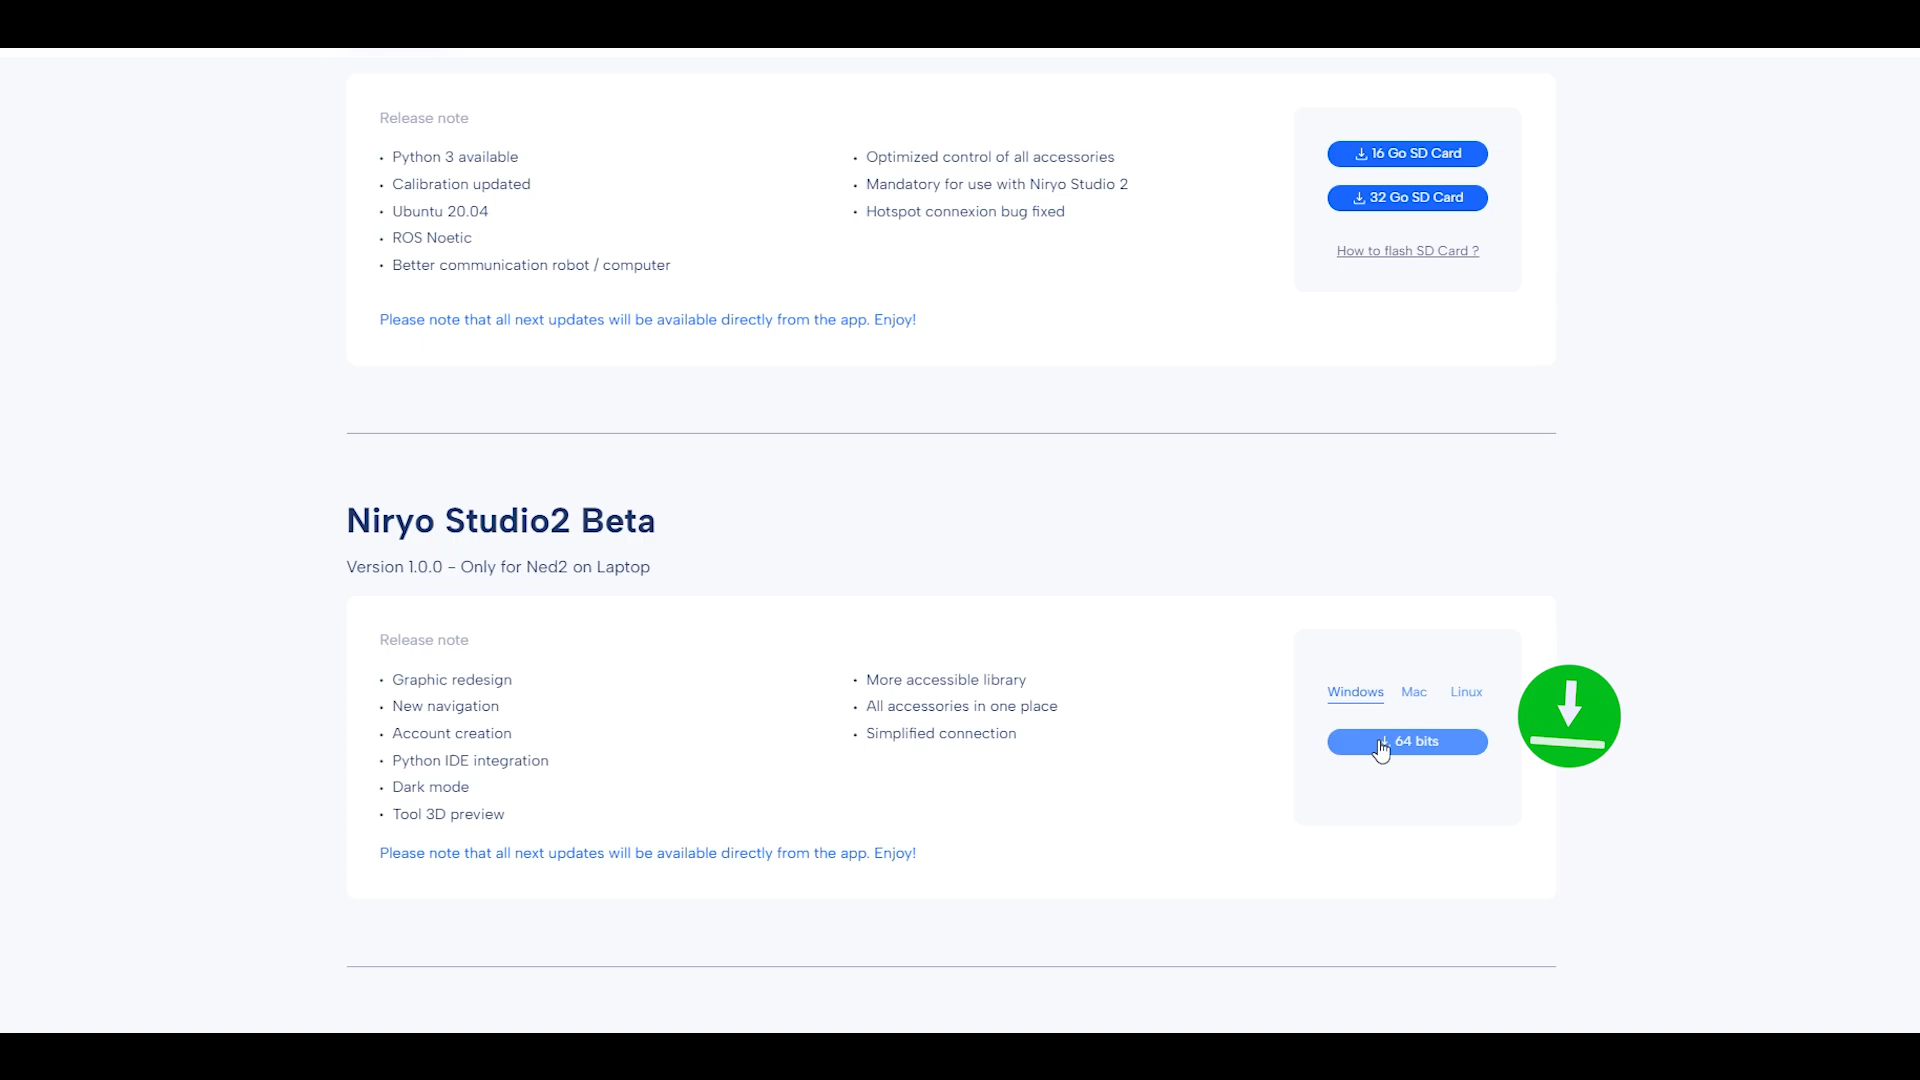 Release note
• Python 3 available
• Calibration updated
• Ubuntu 20.04
• ROS Noetic
• Better communication robot / computer
• Optimized control of all accessories
• Mandatory for use with Niryo Studio 2
• Hotspot connexion bug fixed
Please note that all next updates will be available directly from the app. Enjoy!
16 Go SD Card
32 Go SD Card
How to flash SD Card ?
Niryo Studio2 Beta
Version 1.0.0 – Only for Ned2 on Laptop
Release note
• Graphic redesign
• New navigation
• Account creation
• Python IDE integration
• Dark mode
• Tool 3D preview
• More accessible library
• All accessories in one place
• Simplified connection
Please note that all next updates will be available directly from the app. Enjoy!
Windows Mac Linux
64 bits